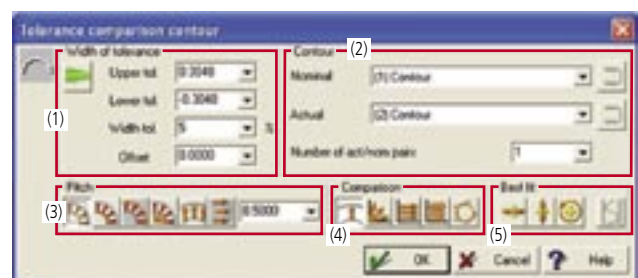 Tolerance comparison contour
Width of tolerance
Upper tol. 0.3048
Lower tol. -0.3048
(1)
Width tol. 5 %
Offset 0.0000
Contour
(2)
Nominal (1) Contour
Actual (2) Contour
Number of act/nom pairs 1
Pitch
(3)
0.5000
Comparison
(4)
Best fit
(5)
OK
Cancel
Help